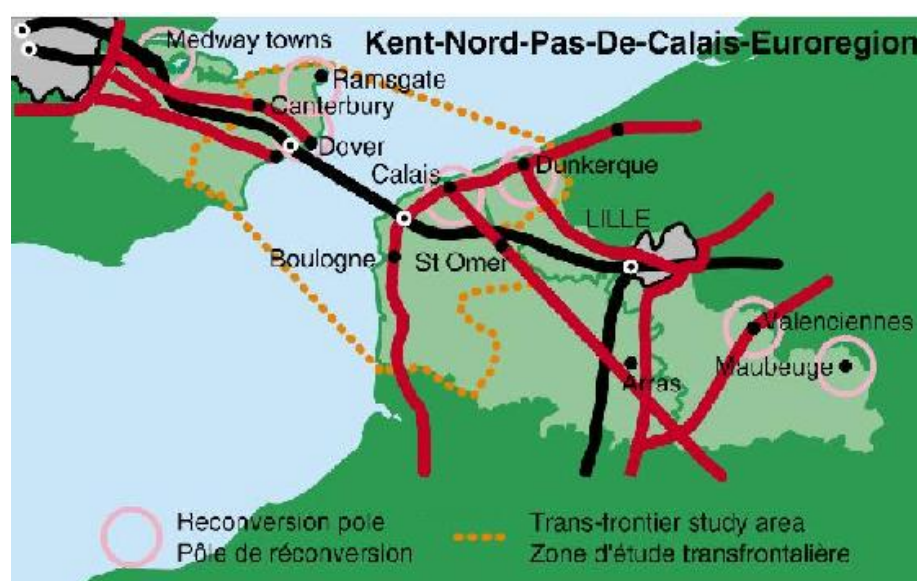 Medway towns
Kent-Nord-Pas-De-Calais-Euroregion
Ramsgate
Canterbury
Dover
Calais
Dunkerque
LILLE
Boulogne
St Omer
Valenciennes
Maubeuge
Arras
Reconversion pole
Pôle de réconversion
Trans-frontier study area
Zone d'étude transfrontalière